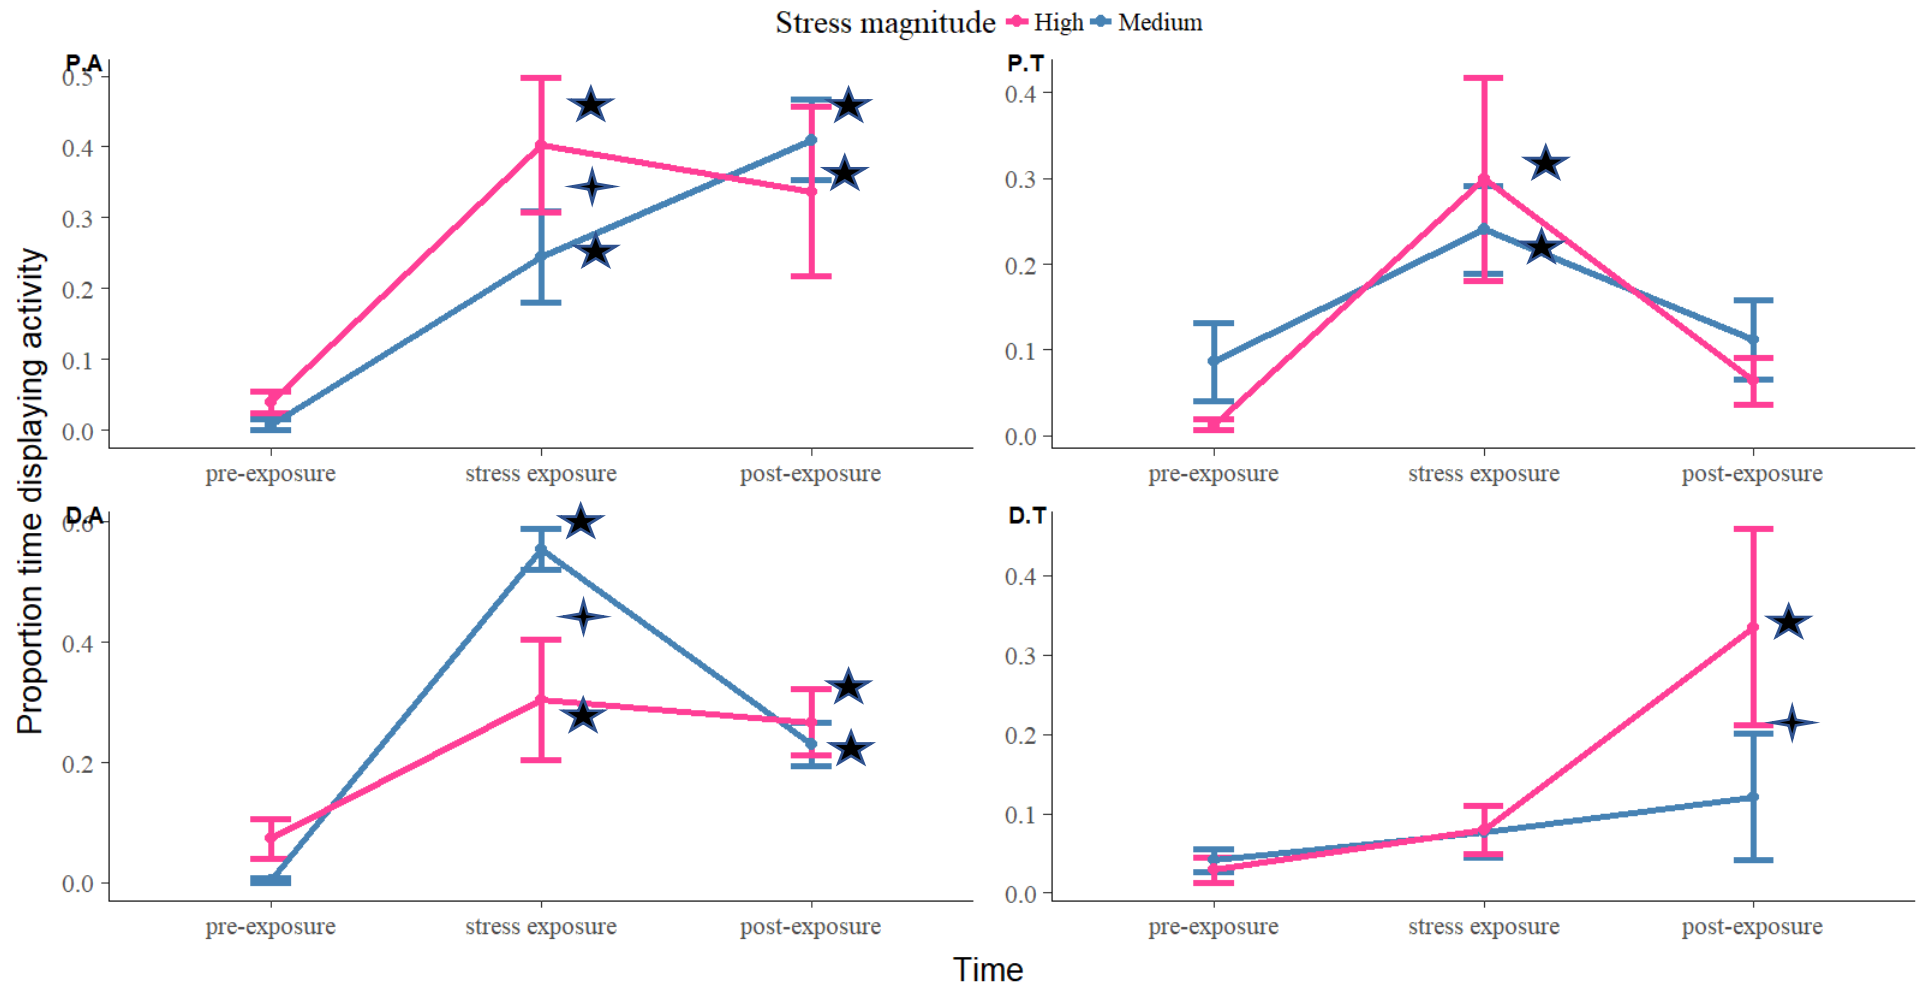 Stress magnitude High Medium
P.A
0.5
0.4
0.3
0.2
0.1
0.0
pre-exposure stress exposure post-exposure
P.T
0.4
0.3
0.2
0.1
0.0
pre-exposure stress exposure post-exposure
Proportion time displaying activity
D.A
0.6
0.4
0.2
0.0
pre-exposure stress exposure post-exposure
D.T
0.4
0.3
0.2
0.1
0.0
pre-exposure stress exposure post-exposure
Time